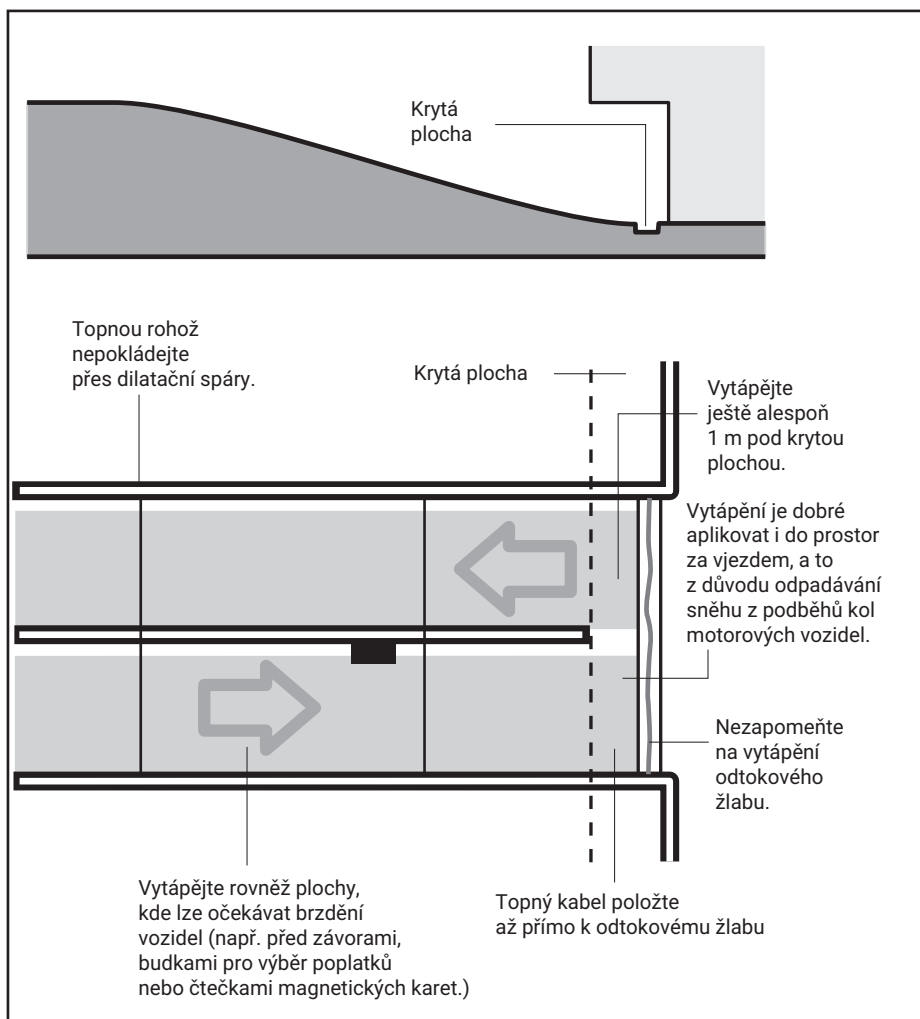 Krytá
plocha
Topnou rohož
nepokládejte
přes dilatační spáry.
Krytá plocha
Vytápějte
ještě alespoň
1 m pod krytou
plochou.
Vytápění je dobré
aplikovat i do prostor
za vjezdem, a to
z důvodu odpadávání
sněhu z podběhů kol
motorových vozidel.
Nezapomeňte
na vytápění
odtokového
žlabu.
Vytápějte rovněž plochy,
kde lze očekávat brzdění
vozidel (např. před závorami,
budkami pro výběr poplatků
nebo čtečkami magnetických karet.)
Topný kabel položte
až přímo k odtokovému žlabu